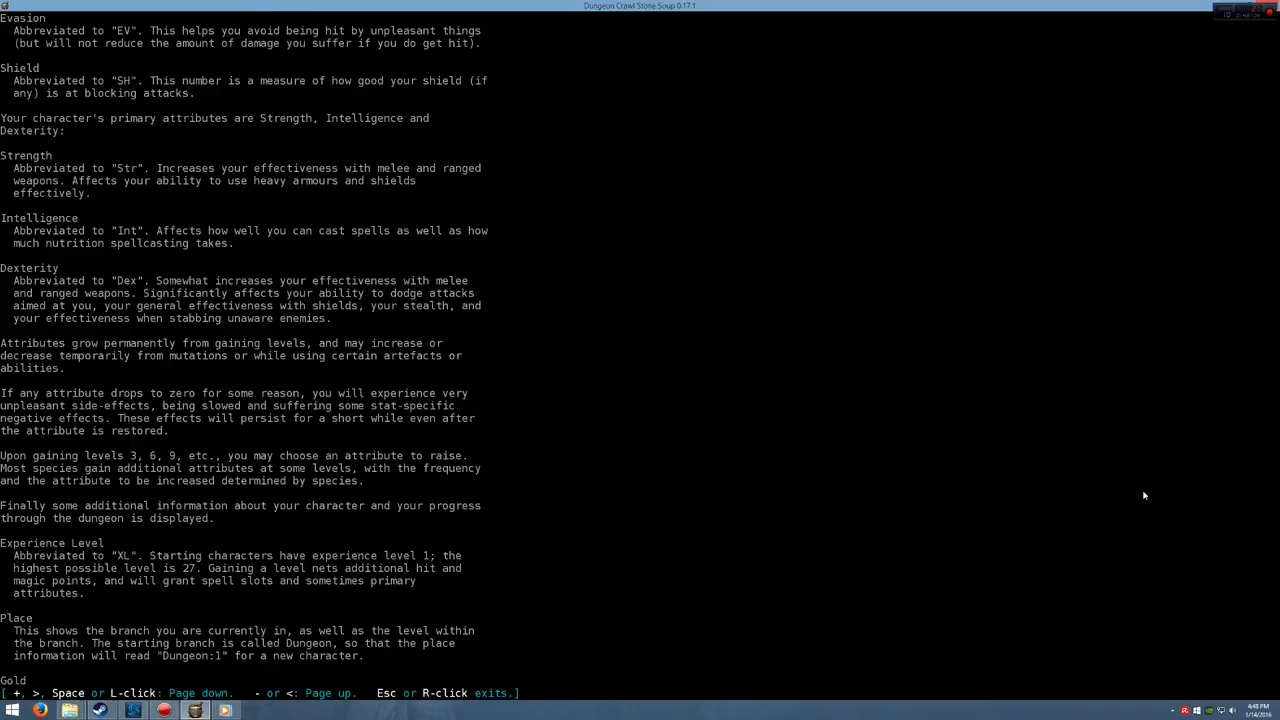 Dungeon Crawl Stone Soup 0.17.1
Evasion
Abbreviated to "EV". This helps you avoid being hit by unpleasant things
(but will not reduce the amount of damage you suffer if you do get hit).
Shield
Abbreviated to "SH". This number is a measure of how good your shield (if
any) is at blocking attacks.
Your character's primary attributes are Strength, Intelligence and
Dexterity:
Strength
Abbreviated to "Str". Increases your effectiveness with melee and ranged
weapons. Affects your ability to use heavy armours and shields
effectively.
Intelligence
Abbreviated to "Int". Affects how well you can cast spells as well as how
much nutrition spellcasting takes.
Dexterity
Abbreviated to "Dex". Somewhat increases your effectiveness with melee
and ranged weapons. Significantly affects your ability to dodge attacks
aimed at you, your general effectiveness with shields, your stealth, and
your effectiveness when stabbing unaware enemies.
Attributes grow permanently from gaining levels, and may increase or
decrease temporarily from mutations or while using certain artefacts or
abilities.
If any attribute drops to zero for some reason, you will experience very
unpleasant side-effects, being slowed and suffering some stat-specific
negative effects. These effects will persist for a short while even after
the attribute is restored.
Upon gaining levels 3, 6, 9, etc., you may choose an attribute to raise.
Most species gain additional attributes at some levels, with the frequency
and the attribute to be increased determined by species.
Finally some additional information about your character and your progress
through the dungeon is displayed.
Experience Level
Abbreviated to "XL". Starting characters have experience level 1; the
highest possible level is 27. Gaining a level nets additional hit and
magic points, and will grant spell slots and sometimes primary
attributes.
Place
This shows the branch you are currently in, as well as the level within
the branch. The starting branch is called Dungeon, so that the place
information will read "Dungeon:1" for a new character.
Gold
[ +, >, Space or L-click: Page down.   - or <: Page up.   Esc or R-click exits.]
4:48 PM
1/14/2016